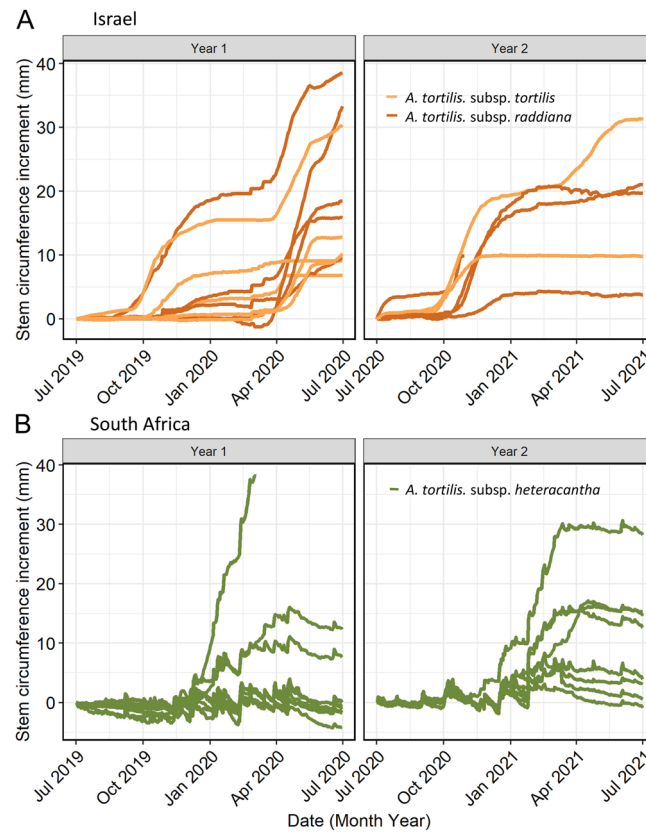 A Israel
Year 1 Year 2
Stem circumference increment (mm)
40
30
20
10
0
A. tortilis. subsp. tortilis
A. tortilis. subsp. raddiana
Jul 2019 Oct 2019 Jan 2020 Apr 2020 Jul 2020 Jul 2020 Oct 2020 Jan 2021 Apr 2021 Jul 2021
B South Africa
Year 1 Year 2
Stem circumference increment (mm)
40
30
20
10
0
A. tortilis. subsp. heteracantha
Jul 2019 Oct 2019 Jan 2020 Apr 2020 Jul 2020 Jul 2020 Oct 2020 Jan 2021 Apr 2021 Jul 2021
Date (Month Year)